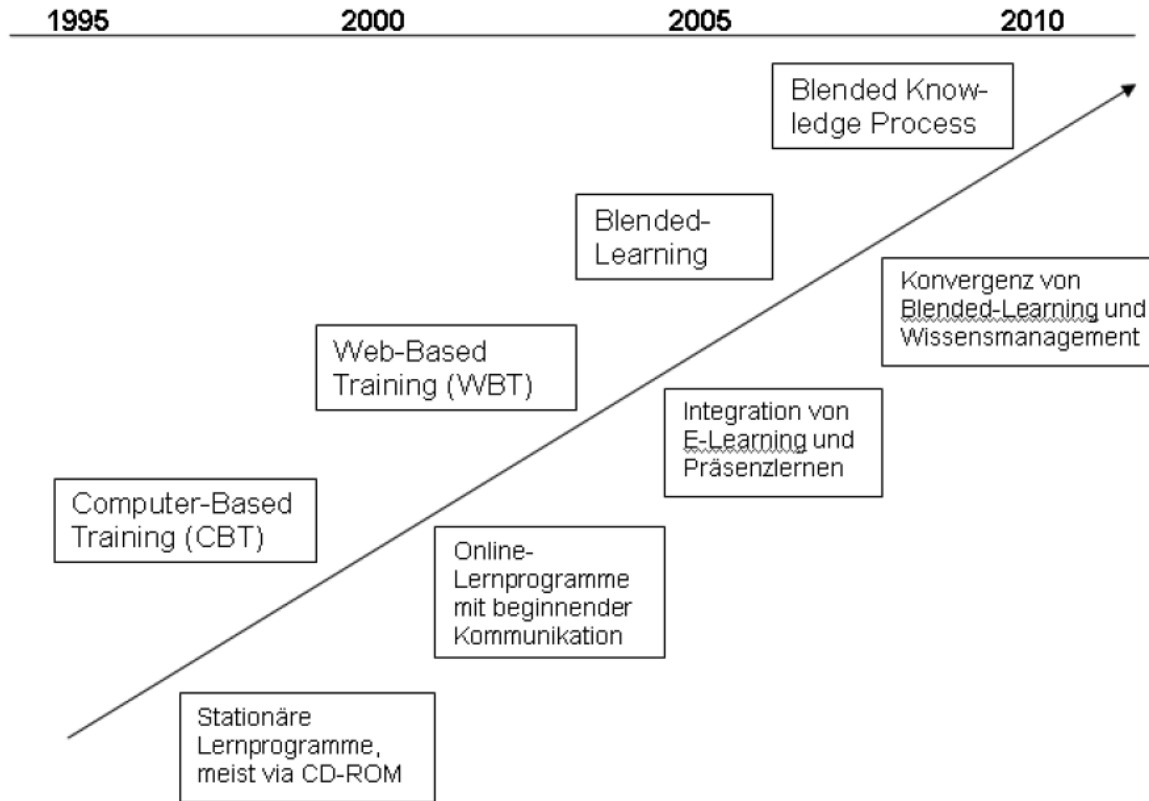 1995 2000 2005 2010
Blended Know-
ledge Process
Blended-
Learning
Konvergenz von
Blended-Learning und
Wissensmanagement
Web-Based
Training (WBT)
Integration von
E-Learning und
Präsenzlernen
Computer-Based
Training (CBT)
Online-
Lernprogramme
mit beginnender
Kommunikation
Stationäre
Lernprogramme,
meist via CD-ROM